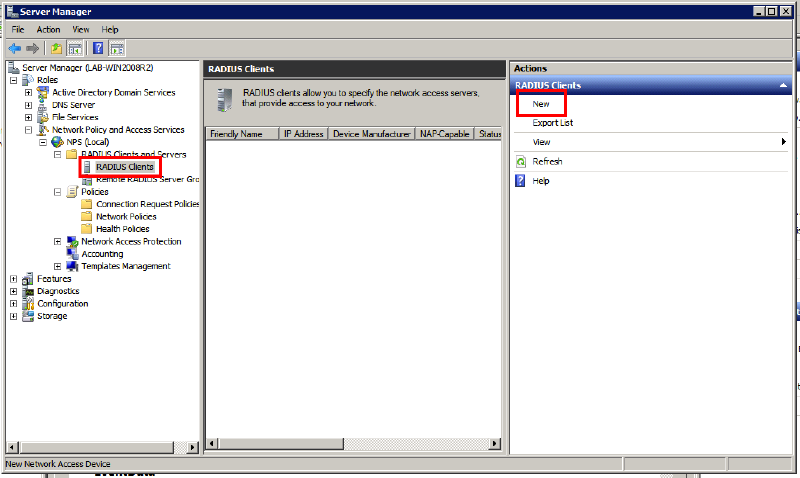 Server Manager
File Action View Help
Server Manager (LAB-WIN2008R2)
Roles
Active Directory Domain Services
DNS Server
File Services
Network Policy and Access Services
NPS (Local)
RADIUS Clients and Servers
RADIUS Clients
Remote RADIUS Server Gro
Policies
Connection Request Policies
Network Policies
Health Policies
Network Access Protection
Accounting
Templates Management
Features
Diagnostics
Configuration
Storage
RADIUS Clients
RADIUS clients allow you to specify the network access servers,
that provide access to your network.
Friendly Name IP Address Device Manufacturer NAP-Capable Status
Actions
RADIUS Clients
New
Export List
View
Refresh
Help
New Network Access Device